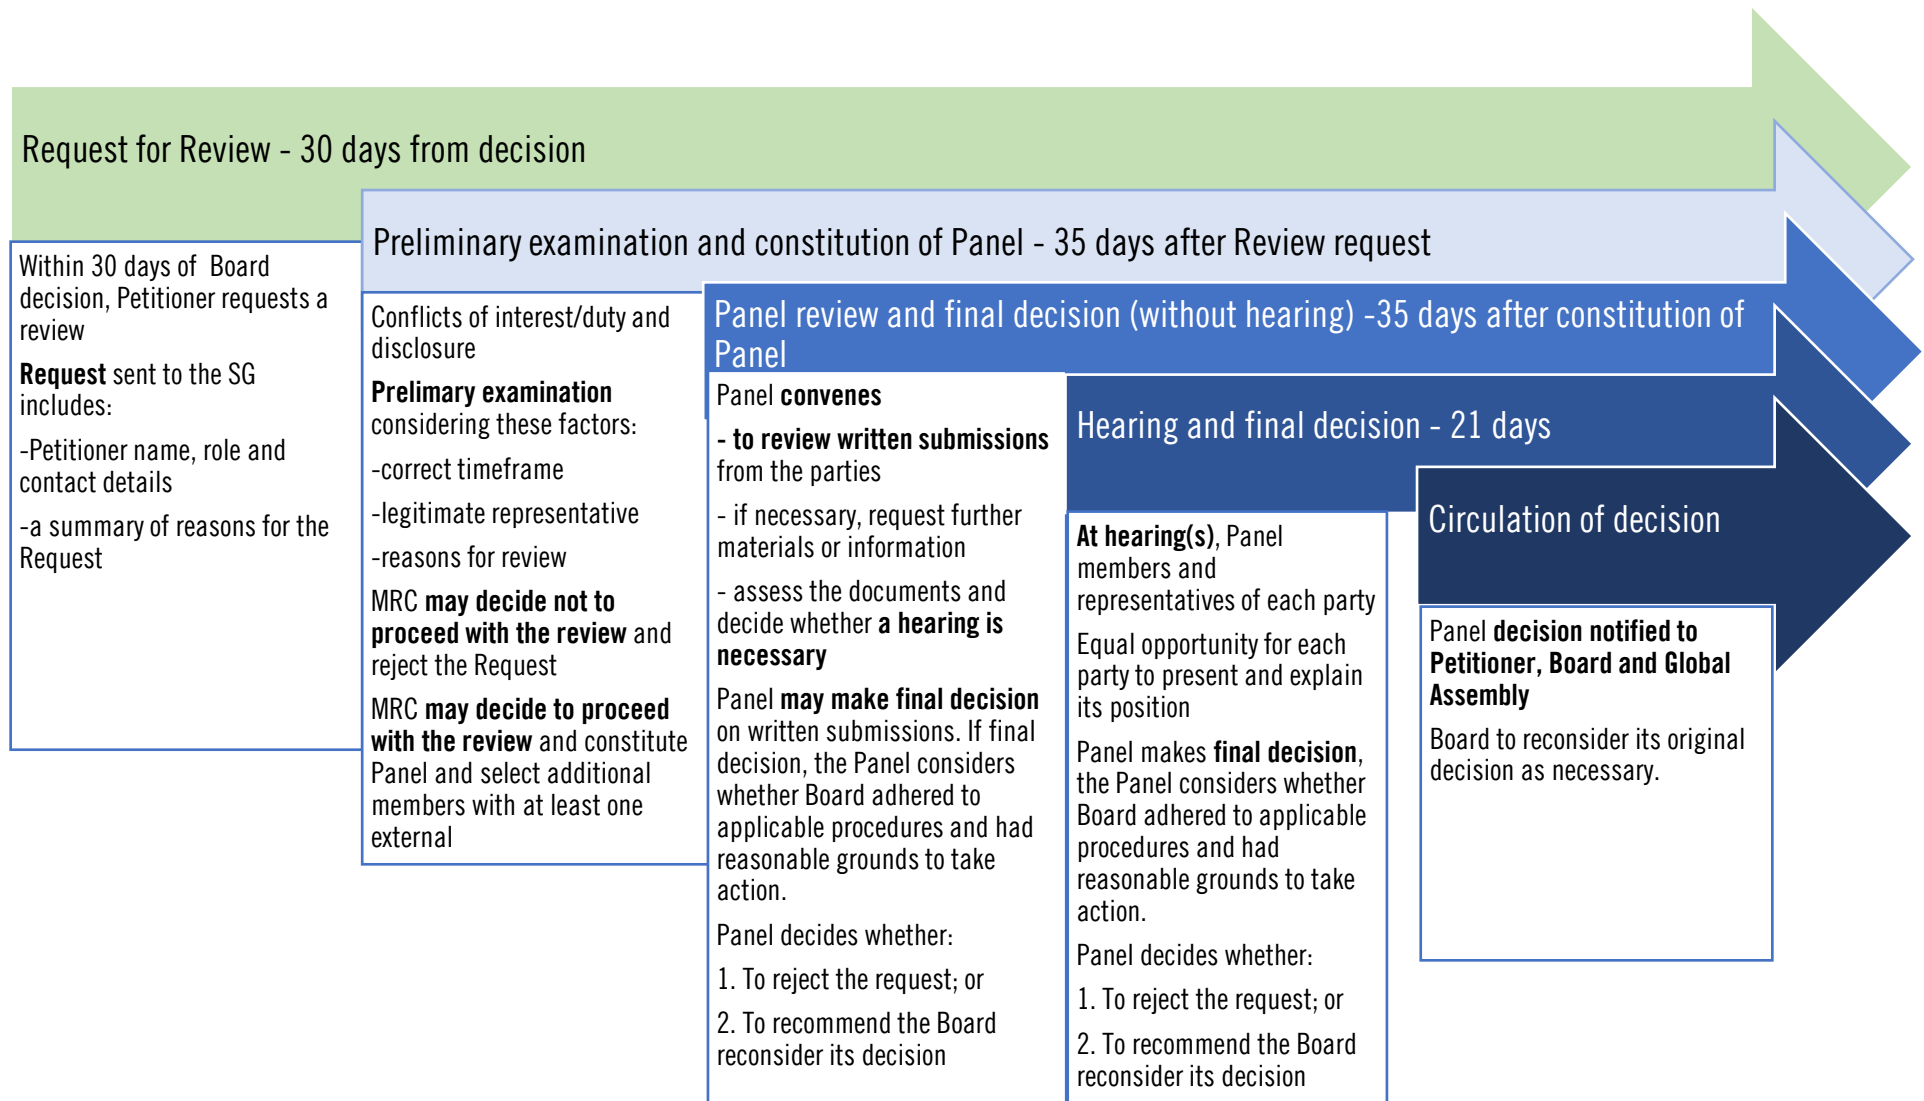 Request for Review - 30 days from decision
Within 30 days of Board
decision, Petitioner requests a
review
Request sent to the SG
includes:
-Petitioner name, role and
contact details
-a summary of reasons for the
Request
Preliminary examination and constitution of Panel - 35 days after Review request
Conflicts of interest/duty and
disclosure
Prelimary examination
considering these factors:
-correct timeframe
-legitimate representative
-reasons for review
MRC may decide not to
proceed with the review and
reject the Request
MRC may decide to proceed
with the review and constitute
Panel and select additional
members with at least one
external
Panel review and final decision (without hearing) -35 days after constitution of
Panel
Panel convenes
- to review written submissions
from the parties
- if necessary, request further
materials or information
- assess the documents and
decide whether a hearing is
necessary
Panel may make final decision
on written submissions. If final
decision, the Panel considers
whether Board adhered to
applicable procedures and had
reasonable grounds to take
action.
Panel decides whether:
1. To reject the request; or
2. To recommend the Board
reconsider its decision
Hearing and final decision - 21 days
At hearing(s), Panel
members and
representatives of each party
Equal opportunity for each
party to present and explain
its position
Panel makes final decision,
the Panel considers whether
Board adhered to applicable
procedures and had
reasonable grounds to take
action.
Panel decides whether:
1. To reject the request; or
2. To recommend the Board
reconsider its decision
Circulation of decision
Panel decision notified to
Petitioner, Board and Global
Assembly
Board to reconsider its original
decision as necessary.